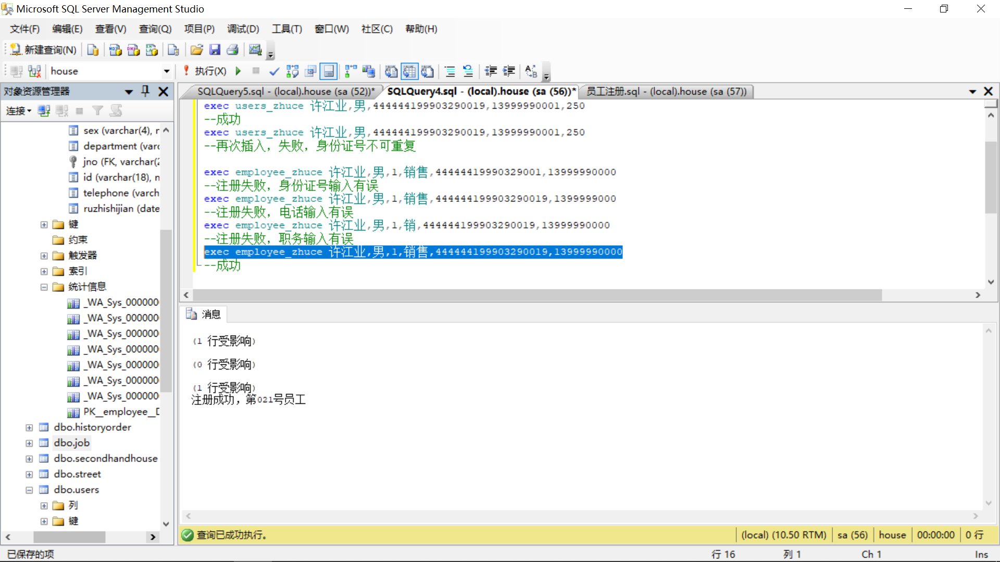 Microsoft SQL Server Management Studio
文件(F) 编辑(E) 查看(V) 查询(Q) 项目(P) 调试(D) 工具(T) 窗口(W) 社区(C) 帮助(H)
新建查询(N)
house 执行(X)
对象资源管理器
连接
sex (varchar(4), r
department (varc
jno (FK, varchar(2
id (varchar(18), n
telephone (varch
ruzhishijian (date
键
约束
触发器
索引
统计信息
_WA_Sys_000000
_WA_Sys_000000
_WA_Sys_000000
_WA_Sys_000000
_WA_Sys_000000
_WA_Sys_000000
_WA_Sys_000000
PK__employee__D
dbo.historyorder
dbo.job
dbo.secondhandhouse
dbo.street
dbo.users
列
键
SQLQuery5.sql - (local).house (sa (52))* SQLQuery4.sql - (local).house (sa (56))* 员工注册.sql - (local).house (sa (57))
exec users_zhuce 许江业,男,444444199903290019,13999990001,250
--成功
exec users_zhuce 许江业,男,444444199903290019,13999990001,250
--再次插入，失败，身份证号不可重复
exec employee_zhuce 许江业,男,1,销售,44444419990329001,13999990000
--注册失败，身份证号输入有误
exec employee_zhuce 许江业,男,1,销售,444444199903290019,1399999000
--注册失败，电话输入有误
exec employee_zhuce 许江业,男,1,销,444444199903290019,13999990000
--注册失败，职务输入有误
exec employee_zhuce 许江业,男,1,销售,444444199903290019,13999990000
--成功
消息
(1 行受影响)
(0 行受影响)
(1 行受影响)
注册成功，第021号员工
查询已成功执行。 (local) (10.50 RTM) sa (56) house 00:00:00 0 行
已保存的项 行 16 列 1 Ch 1 Ins